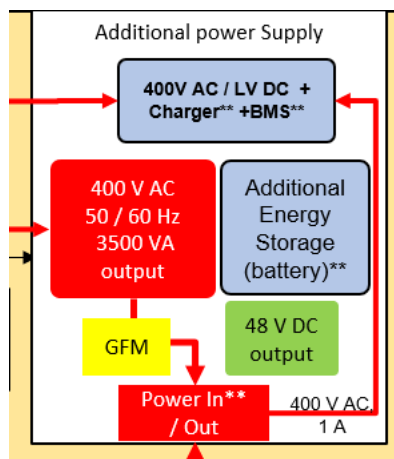 Additional power Supply
400V AC / LV DC +
Charger** +BMS**
400 V AC
50 / 60 Hz
3500 VA
output
Additional
Energy
Storage
(battery)**
GFM
48 V DC
output
Power In**
/ Out
400 V AC,
1 A